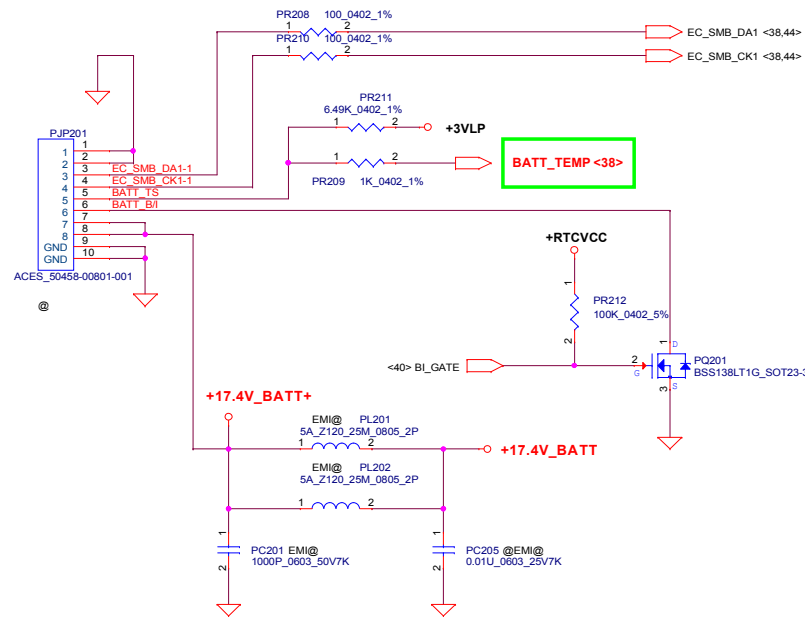 PR208 100_0402_1%
1 2
EC_SMB_DA1 <38,44>
PR210 100_0402_1%
1 2
EC_SMB_CK1 <38,44>
PR211
6.49K_0402_1%
1 2
+3VLP
PJP201
1 1
2 2
3 3 EC_SMB_DA1-1
4 4 EC_SMB_CK1-1
5 5 BATT_TS
6 6 BATT_B/I
7 7
8 8
GND 9
GND 10
ACES_50458-00801-001
@
1 2
PR209 1K_0402_1%
BATT_TEMP <38>
+RTCVCC
1
PR212
100K_0402_5%
2
<40> BI_GATE
2
G
1
D
PQ201
BSS138LT1G_SOT23-3
3
S
+17.4V_BATT+
EMI@ PL201
5A_Z120_25M_0805_2P
1 2
+17.4V_BATT
EMI@ PL202
5A_Z120_25M_0805_2P
1 2
1
PC201 EMI@
1000P_0603_50V7K
2
1
PC205 @EMI@
0.01U_0603_25V7K
2